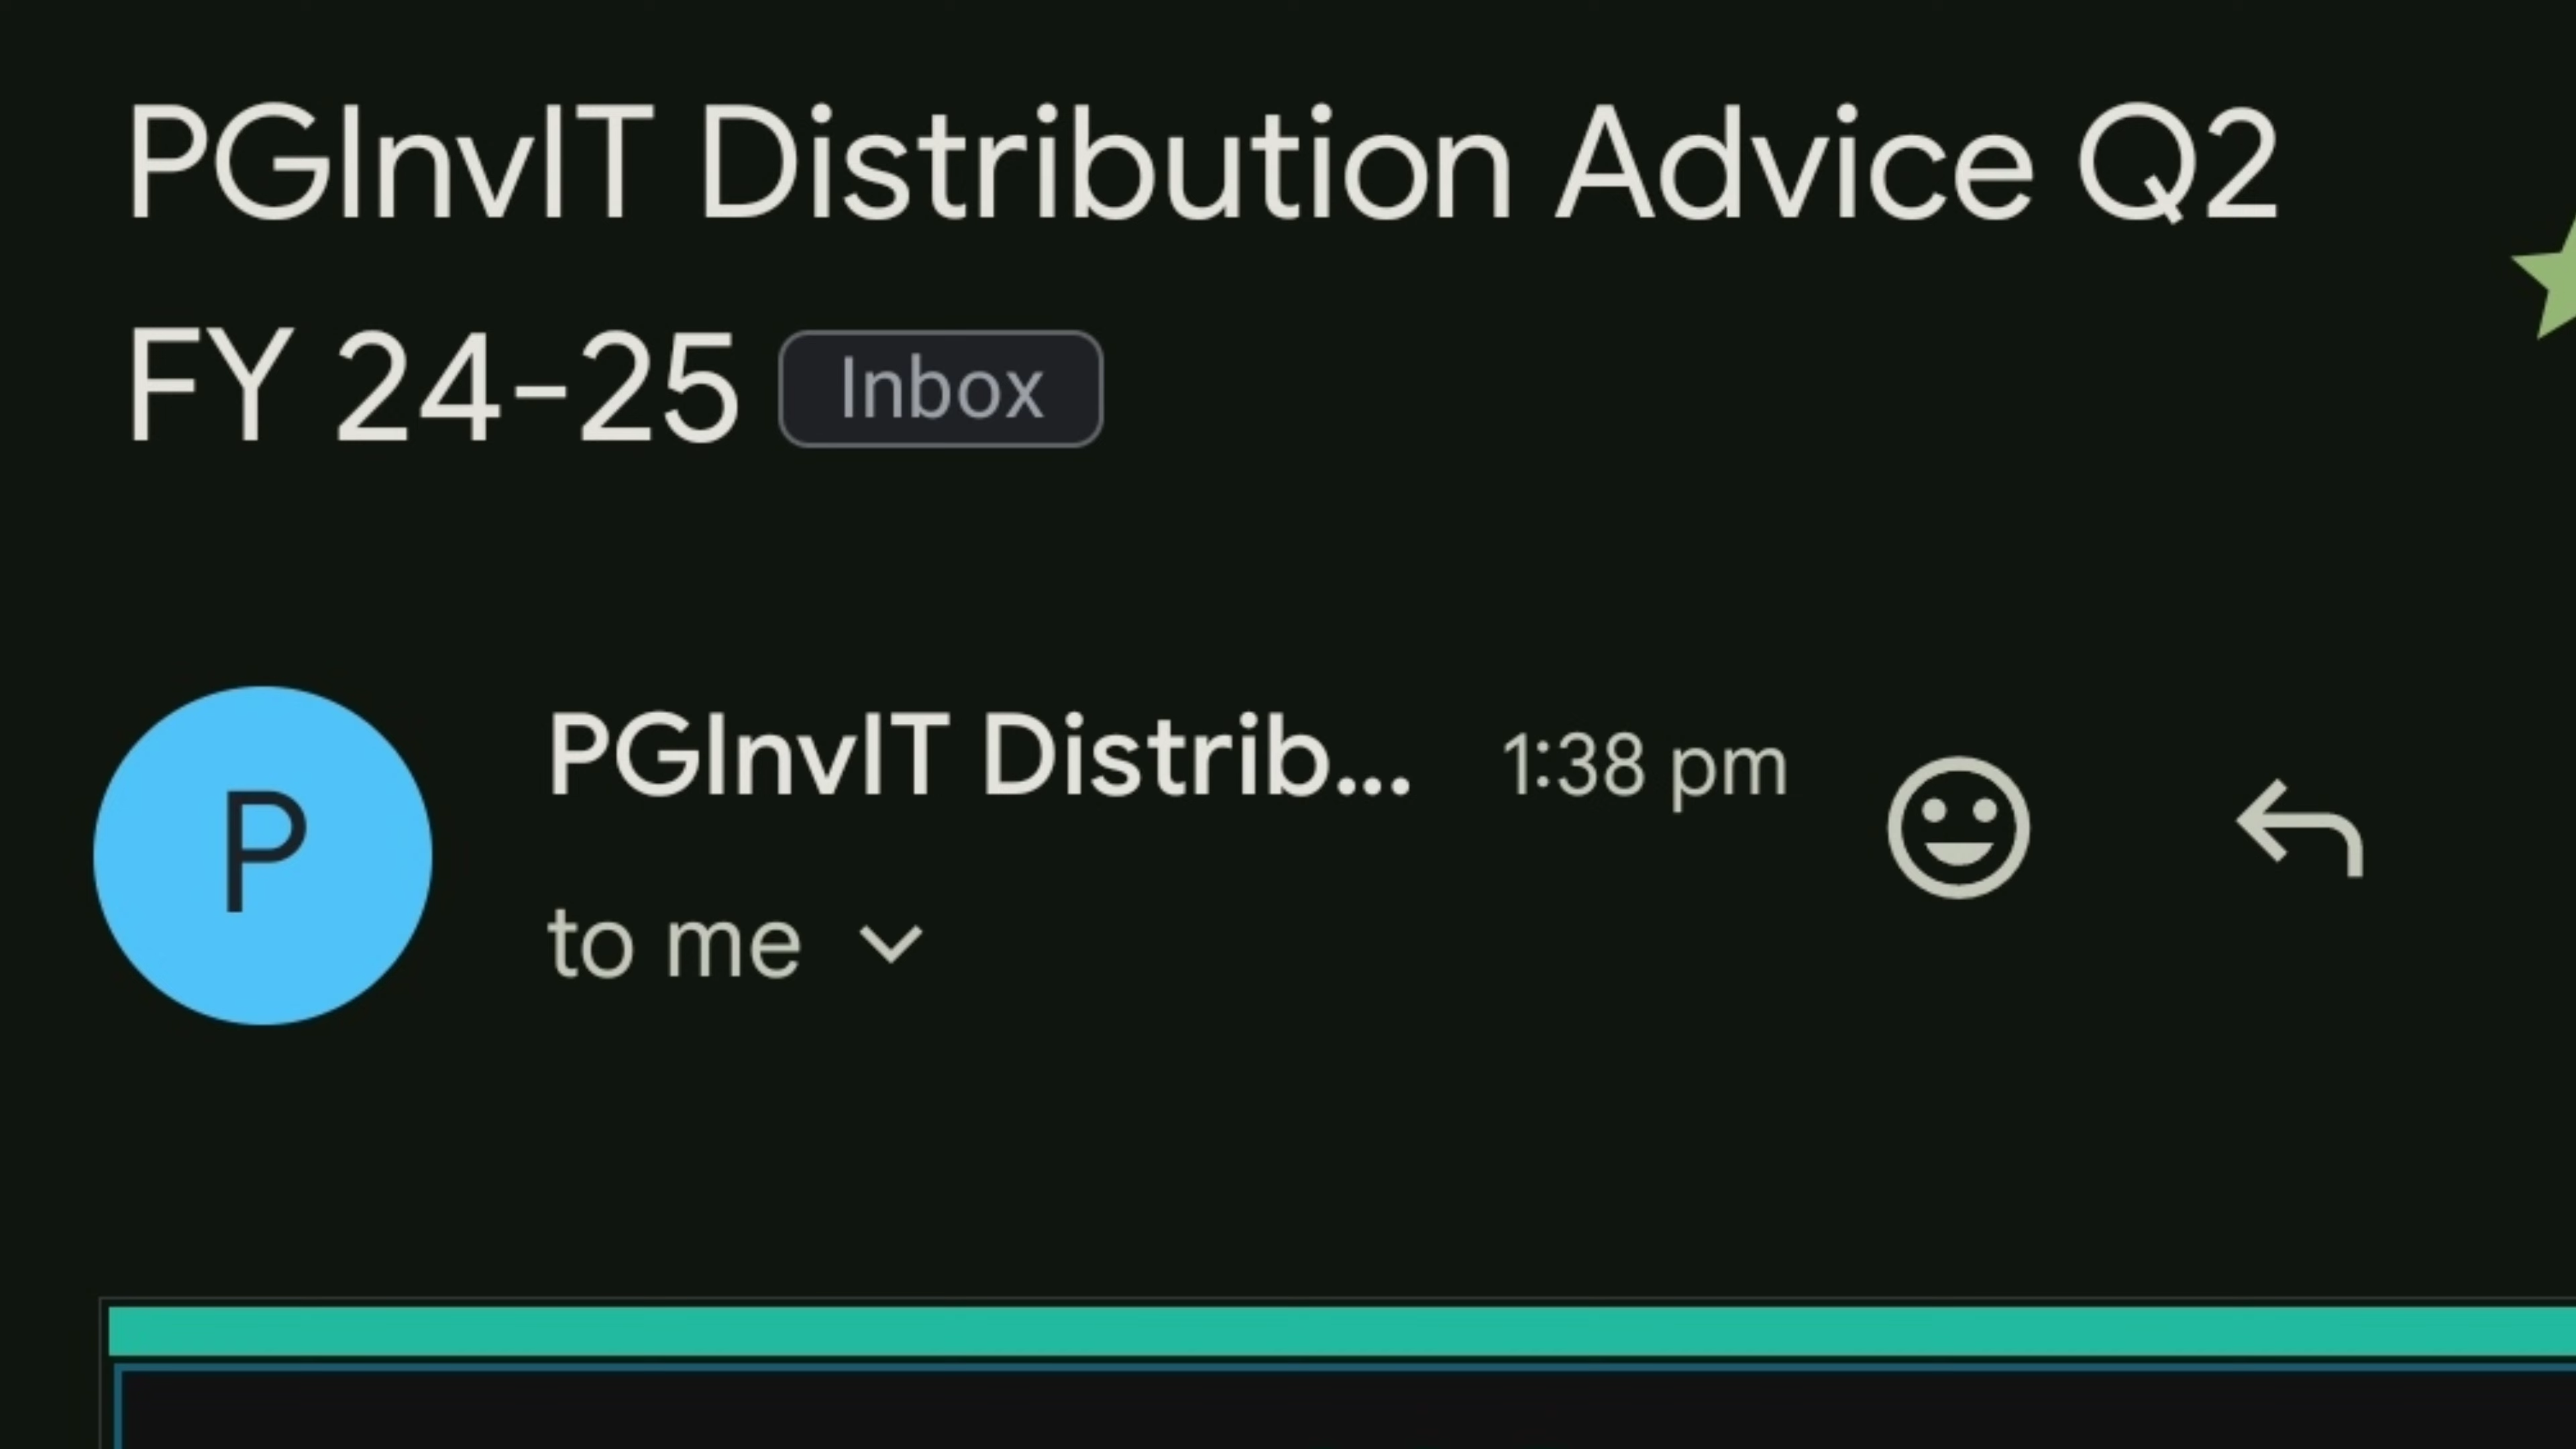 PGInvIT Distribution Advice Q2
FY 24-25 Inbox
P
PGInvIT Distrib... 1:38 pm
to me